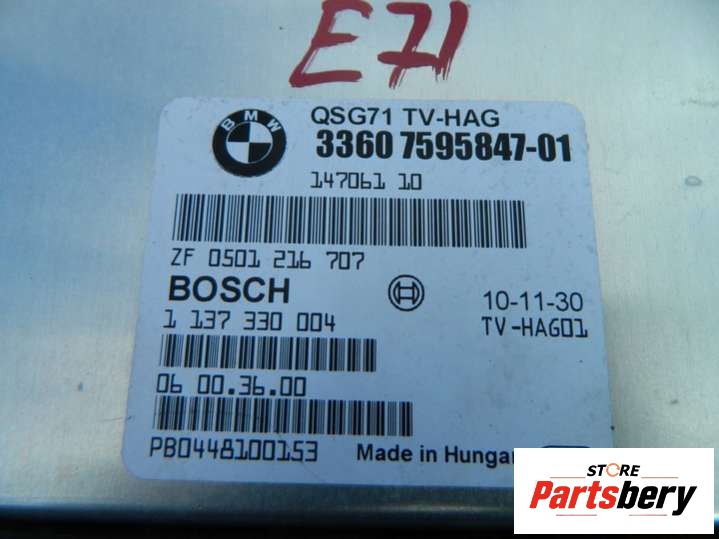 E71
BMW
QSG71 TV-HAG
3360 7595847-01
147061 10
ZF 0501 216 707
BOSCH
10-11-30
1 137 330 004
TV-HAG01
06 00.36.00
PB0448100153
Made in Hungar
STORE
Partsbery